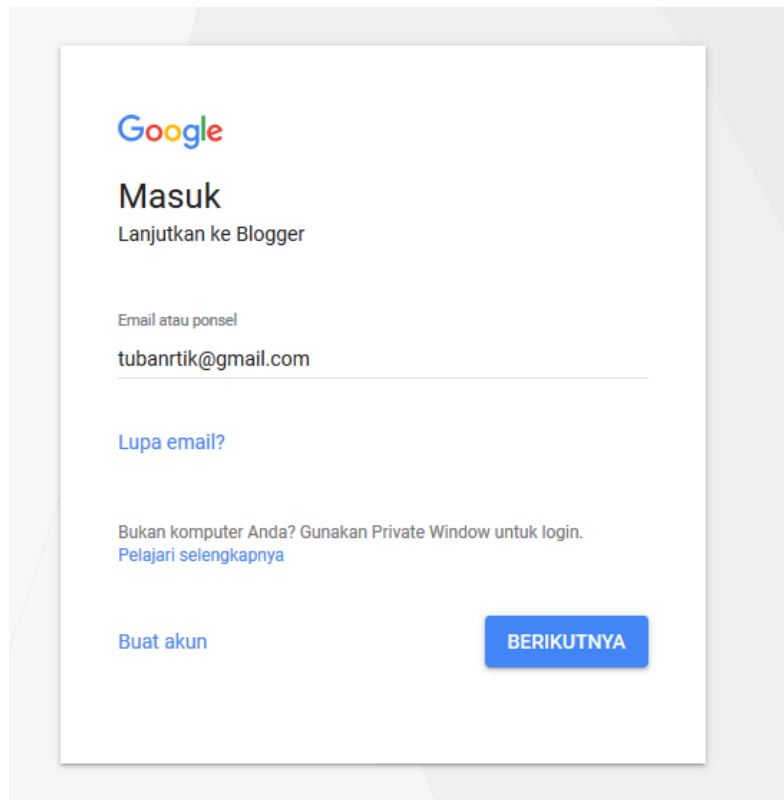 Google
Masuk
Lanjutkan ke Blogger
Email atau ponsel
tubanrtik@gmail.com
Lupa email?
Bukan komputer Anda? Gunakan Private Window untuk login.
Pelajari selengkapnya
Buat akun
BERIKUTNYA